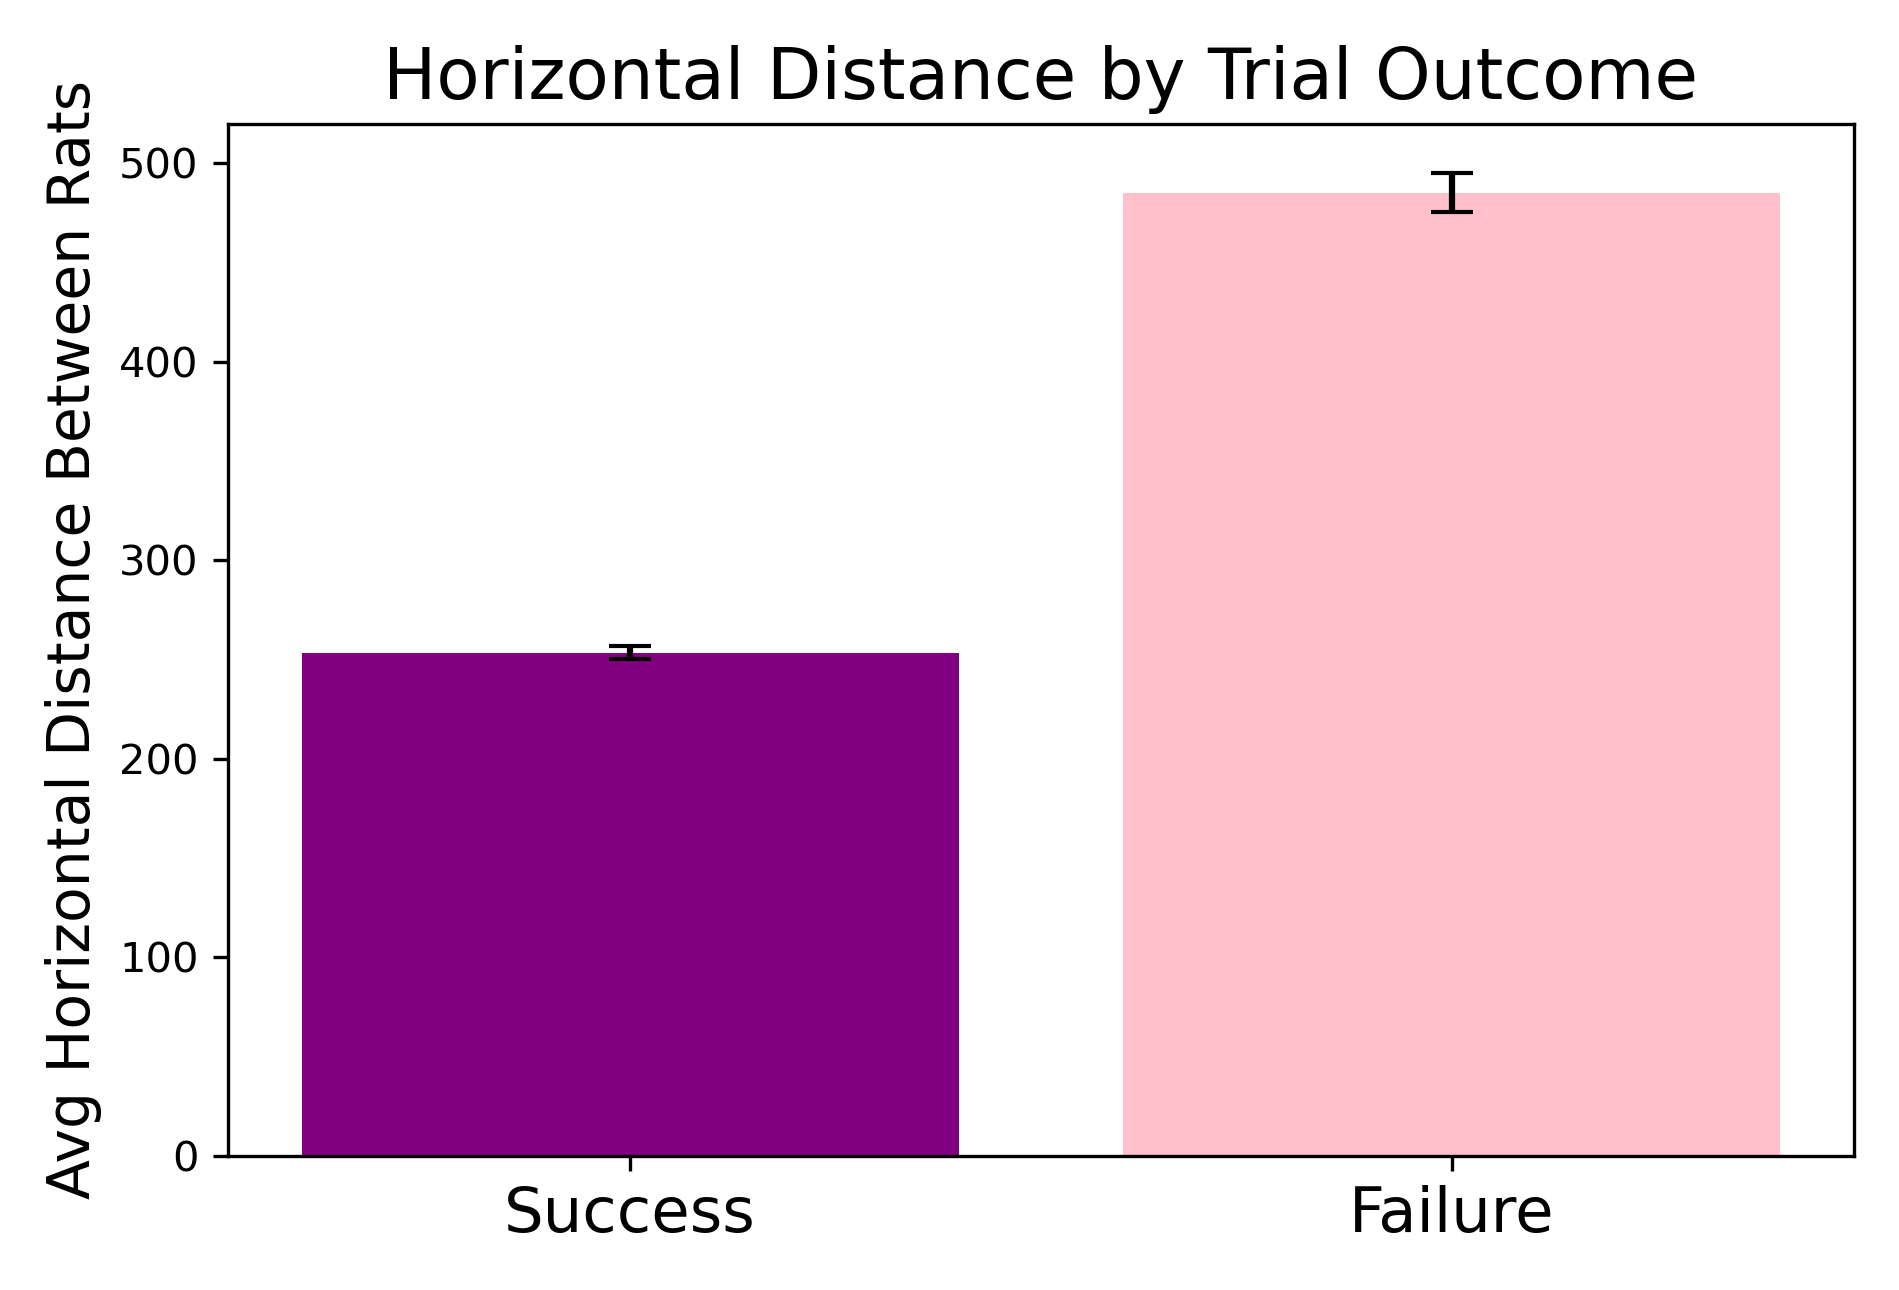 Horizontal Distance by Trial Outcome
Avg Horizontal Distance Between Rats
500
400
300
200
100
0
Success
Failure